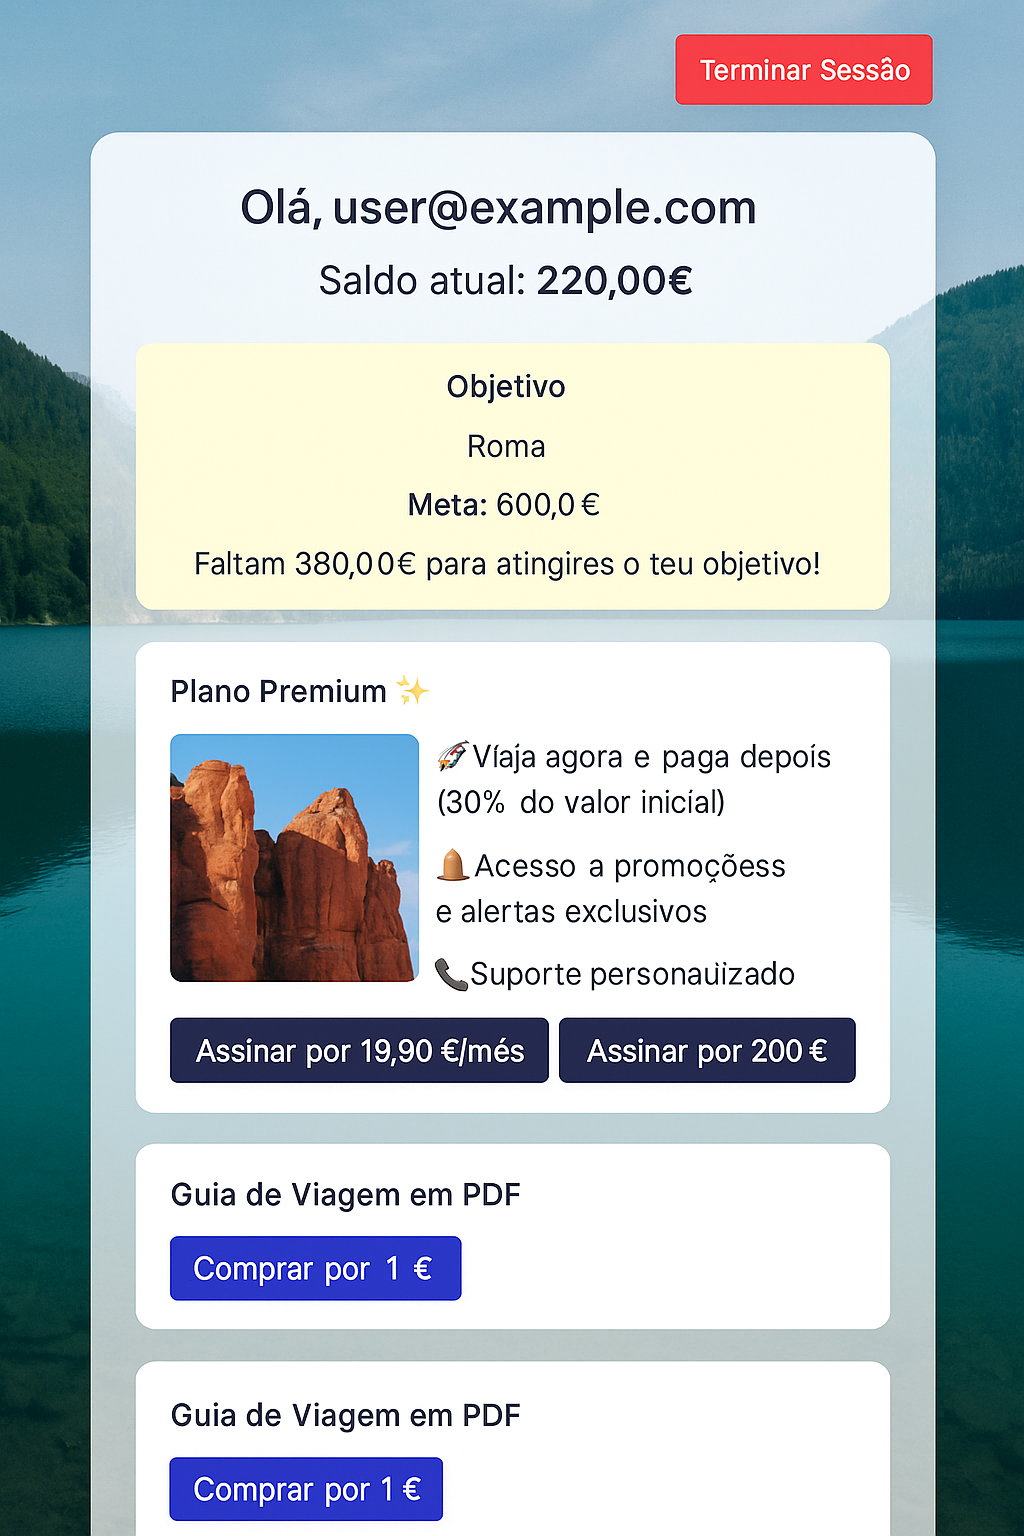 Terminar Sessão
Olá, user@example.com
Saldo atual: 220,00€
Objetivo
Roma
Meta: 600,0 €
Faltam 380,00€ para atingires o teu objetivo!
Plano Premium ✨
🚀 Víaja agora e paga depoís
(30% do valor inicíal)
🔔 Acesso a promoçõess
e alertas exclusivos
📞 Suporte personaüizado
Assinar por 19,90 €/més
Assinar por 200 €
Guia de Viagem em PDF
Comprar por 1 €
Guia de Viagem em PDF
Comprar por 1 €